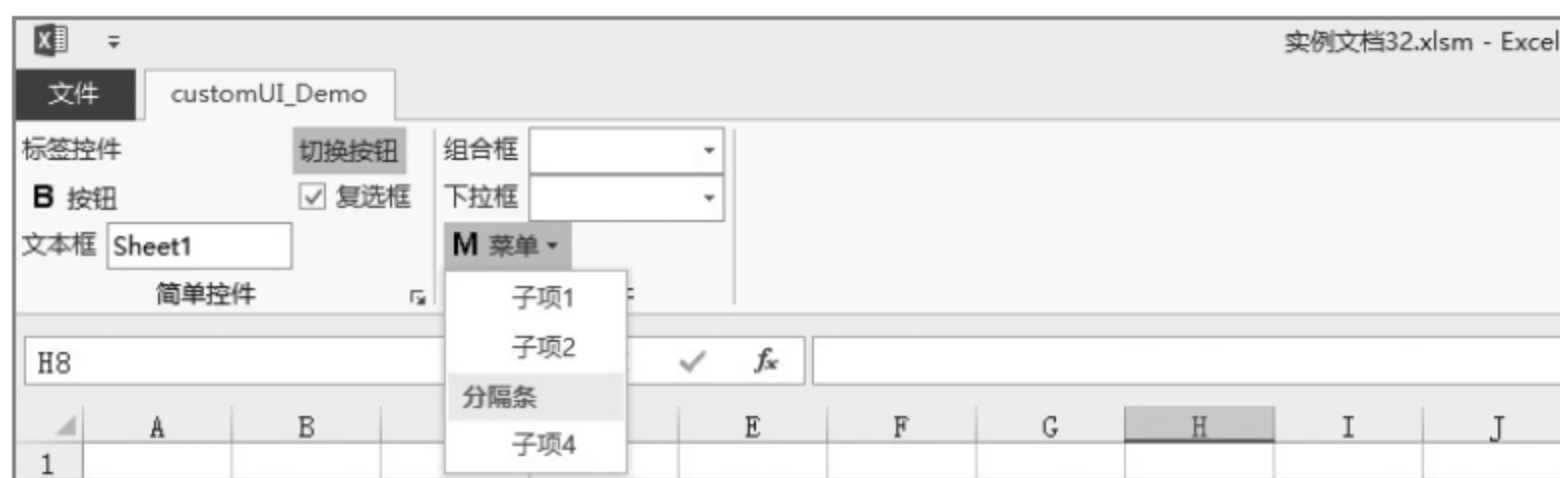 实例文档32.xlsm - Excel
文件 customUI_Demo
标签控件 切换按钮 组合框
B 按钮 复选框 下拉框
文本框 Sheet1 M 菜单
简单控件 子项1
子项2
H8 fx
分隔条
A B E F G H I J
子项4
1